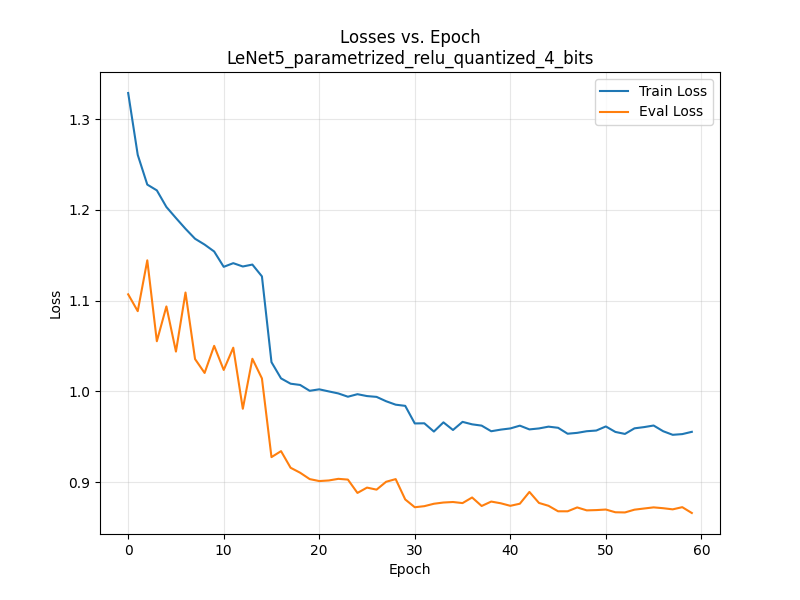 Losses vs. Epoch
LeNet5_parametrized_relu_quantized_4_bits
Train Loss
Eval Loss
1.3
1.2
1.1
1.0
0.9
Loss
0
10
20
30
40
50
60
Epoch